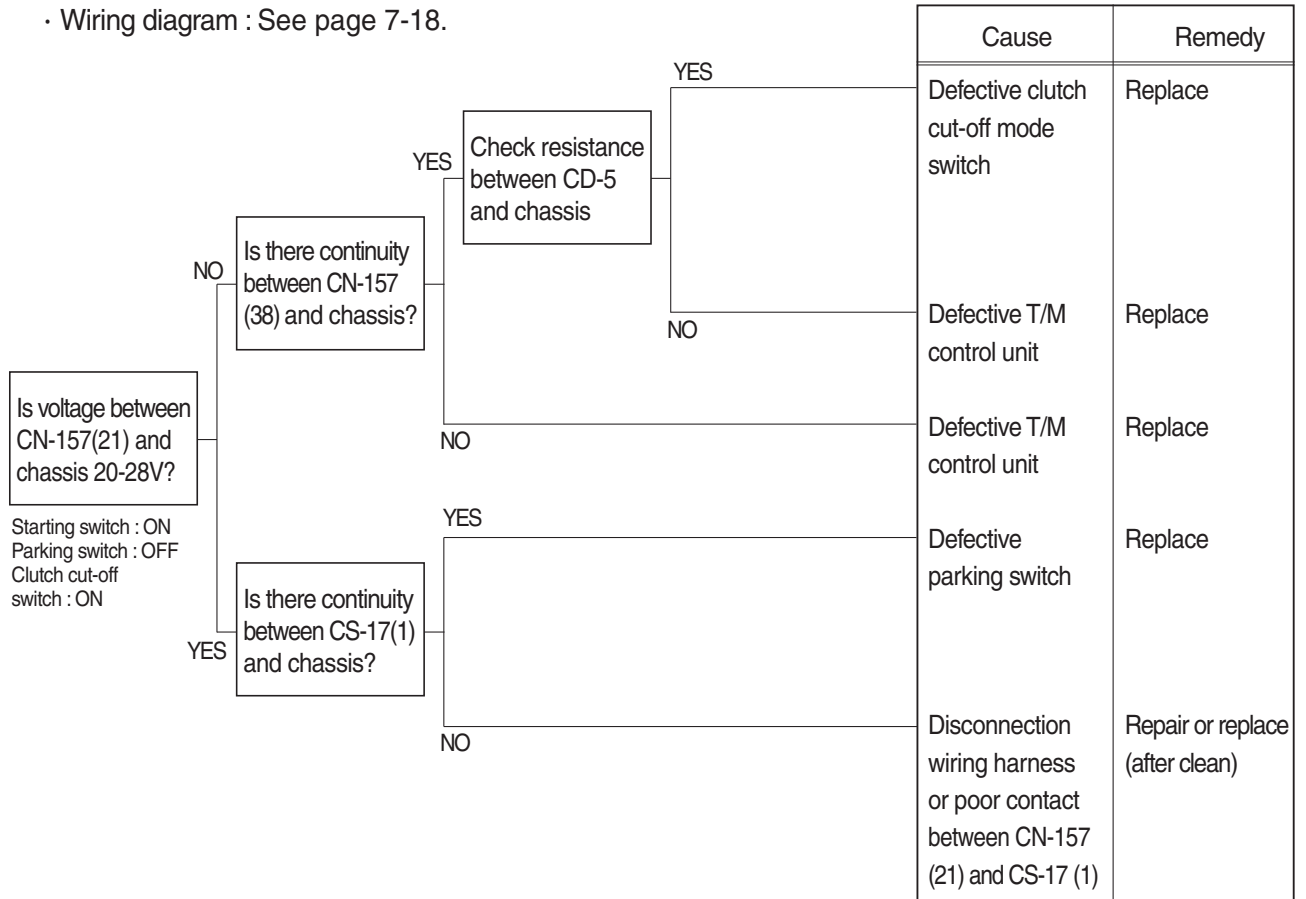 · Wiring diagram : See page 7-18.
Cause
Remedy
YES
Defective clutch
cut-off mode
switch
Replace
YES
Check resistance
between CD-5
and chassis
NO
Is there continuity
between CN-157
(38) and chassis?
NO
Defective T/M
control unit
Replace
Is voltage between
CN-157(21) and
chassis 20-28V?
NO
Defective T/M
control unit
Replace
Starting switch : ON
Parking switch : OFF
Clutch cut-off
switch : ON
YES
Defective
parking switch
Replace
YES
Is there continuity
between CS-17(1)
and chassis?
NO
Disconnection
wiring harness
or poor contact
between CN-157
(21) and CS-17 (1)
Repair or replace
(after clean)